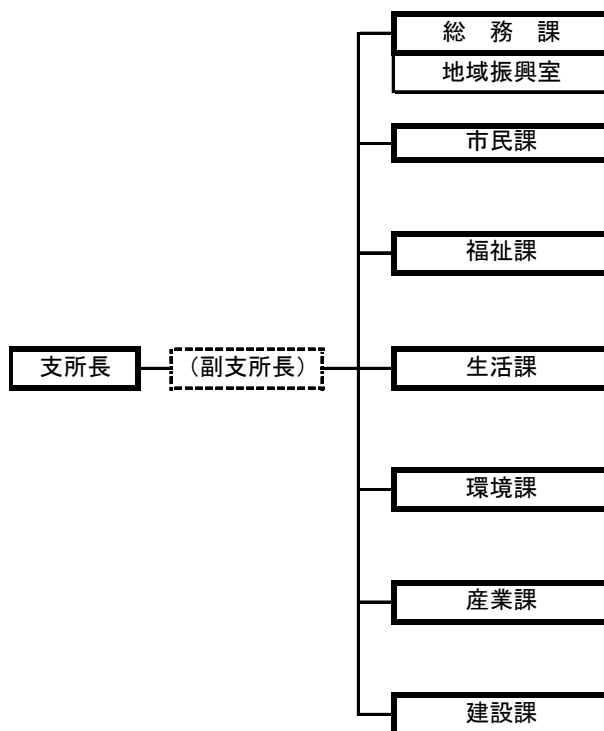 総　務　課
地域振興室
市民課
福祉課
支所長
（副支所長）
生活課
環境課
産業課
建設課